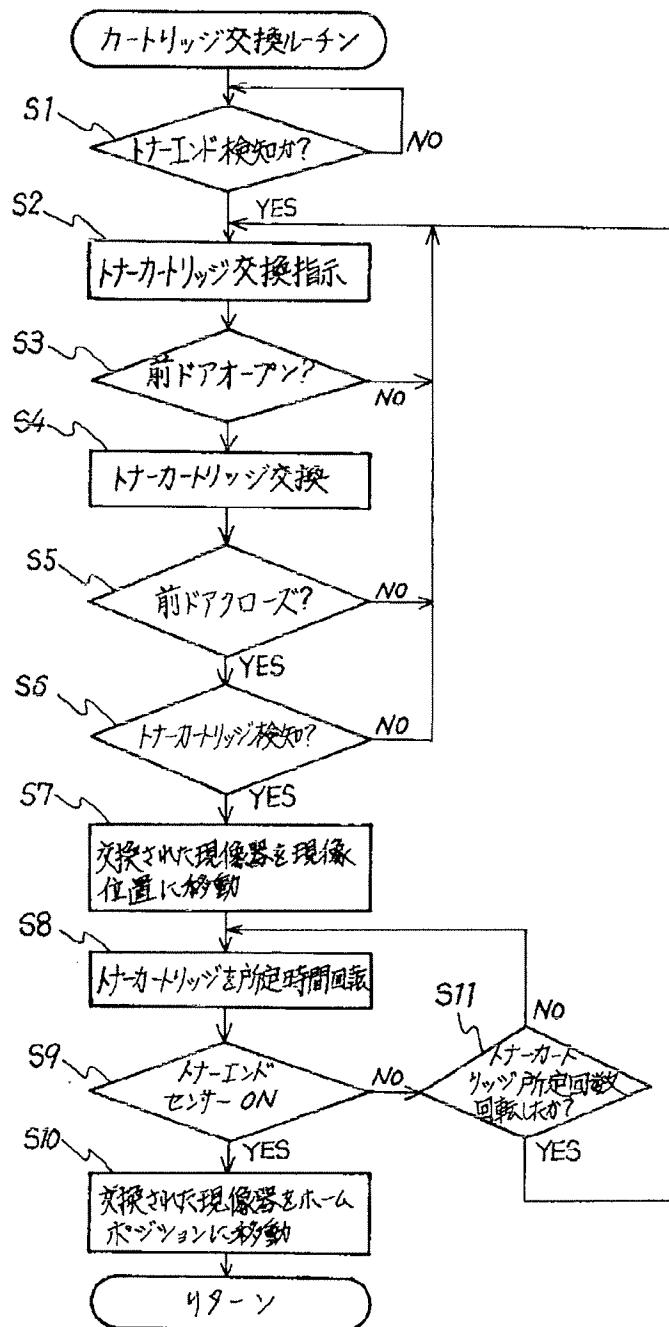 カートリッジ交換ルーチン
S1
トナーエンド検知か?
NO
YES
S2
トナーカートリッジ交換指示
S3
前ドアオープン?
NO
S4
トナーカートリッジ交換
S5
前ドアクローズ?
NO
YES
S6
トナーカートリッジ検知?
NO
YES
S7
交換された現像器を現像
位置に移動
S8
トナーカートリッジを所定時間回転
S9
トナーエンド
センサー ON
NO
YES
S11
トナーカート
リッジ所定回数
回転したか?
NO
YES
S10
交換された現像器をホーム
ポジションに移動
リターン